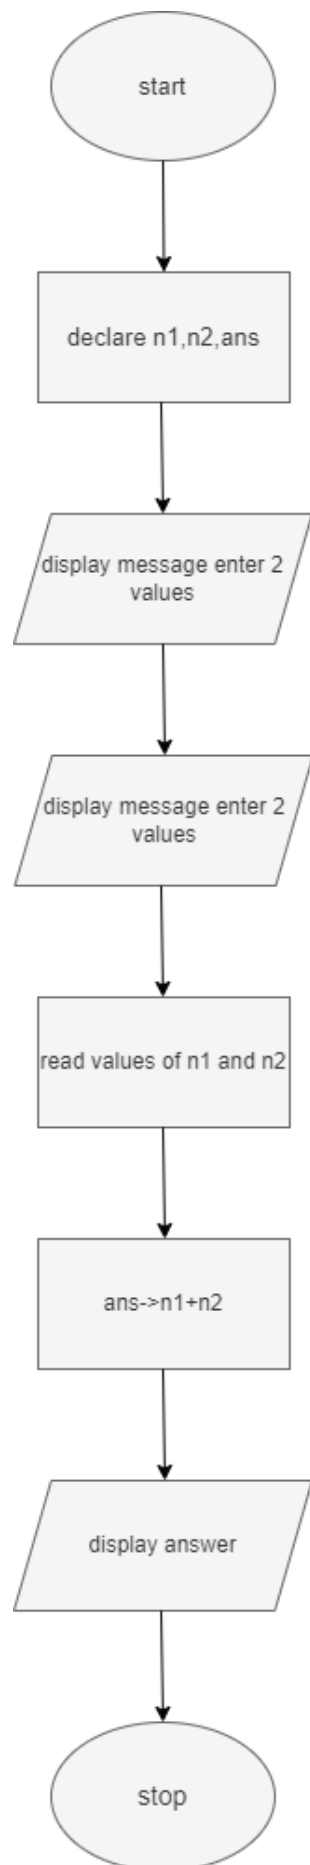 start
declare n1,n2,ans
display message enter 2
values
display message enter 2
values
read values of n1 and n2
ans->n1+n2
display answer
stop